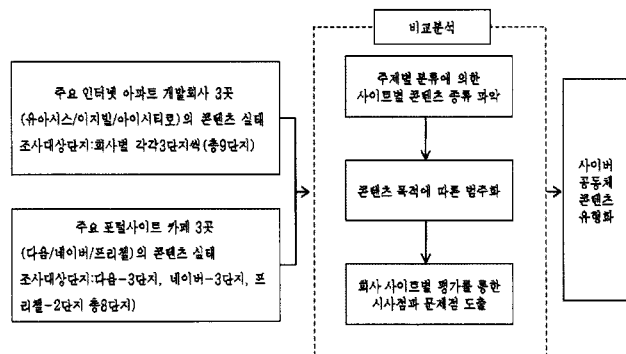 비교분석
주요 인터넷 아파트 개발회사 3곳
(유아시스/이지빌/아이시티로)의 콘텐츠 실태
조사대상단지:회사별 각각3단지씩(총9단지)
주요 포털사이트 카페 3곳
(다음/네이버/프리챌)의 콘텐츠 실태
조사대상단지:다음-3단지, 네이버-3단지, 프
리챌-2단지 총8단지)
주제별 분류에 의한
사이트별 콘텐츠 종류 파악
콘텐츠 목적에 따른 범주화
회사 사이트별 평가를 통한
시사점과 문제점 도출
사이버
공동체
콘텐츠
유형화